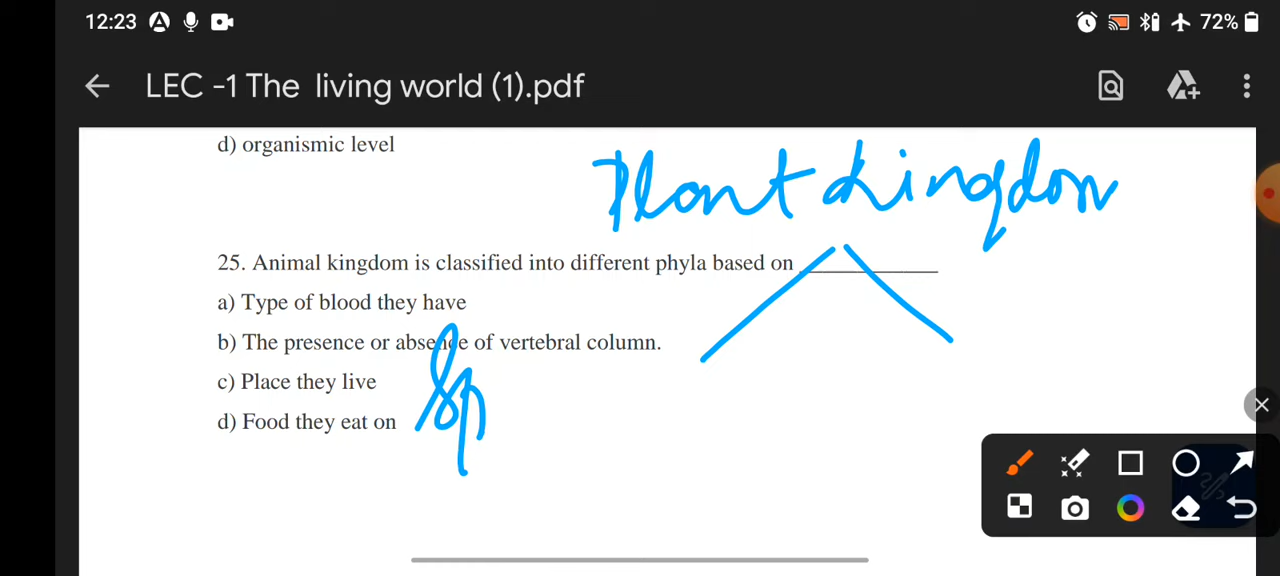 12:23 72%
LEC -1 The living world (1).pdf
d) organismic level
Plant kingdom
25. Animal kingdom is classified into different phyla based on ____________
a) Type of blood they have
b) The presence or absence of vertebral column.
c) Place they live
d) Food they eat on
Sp